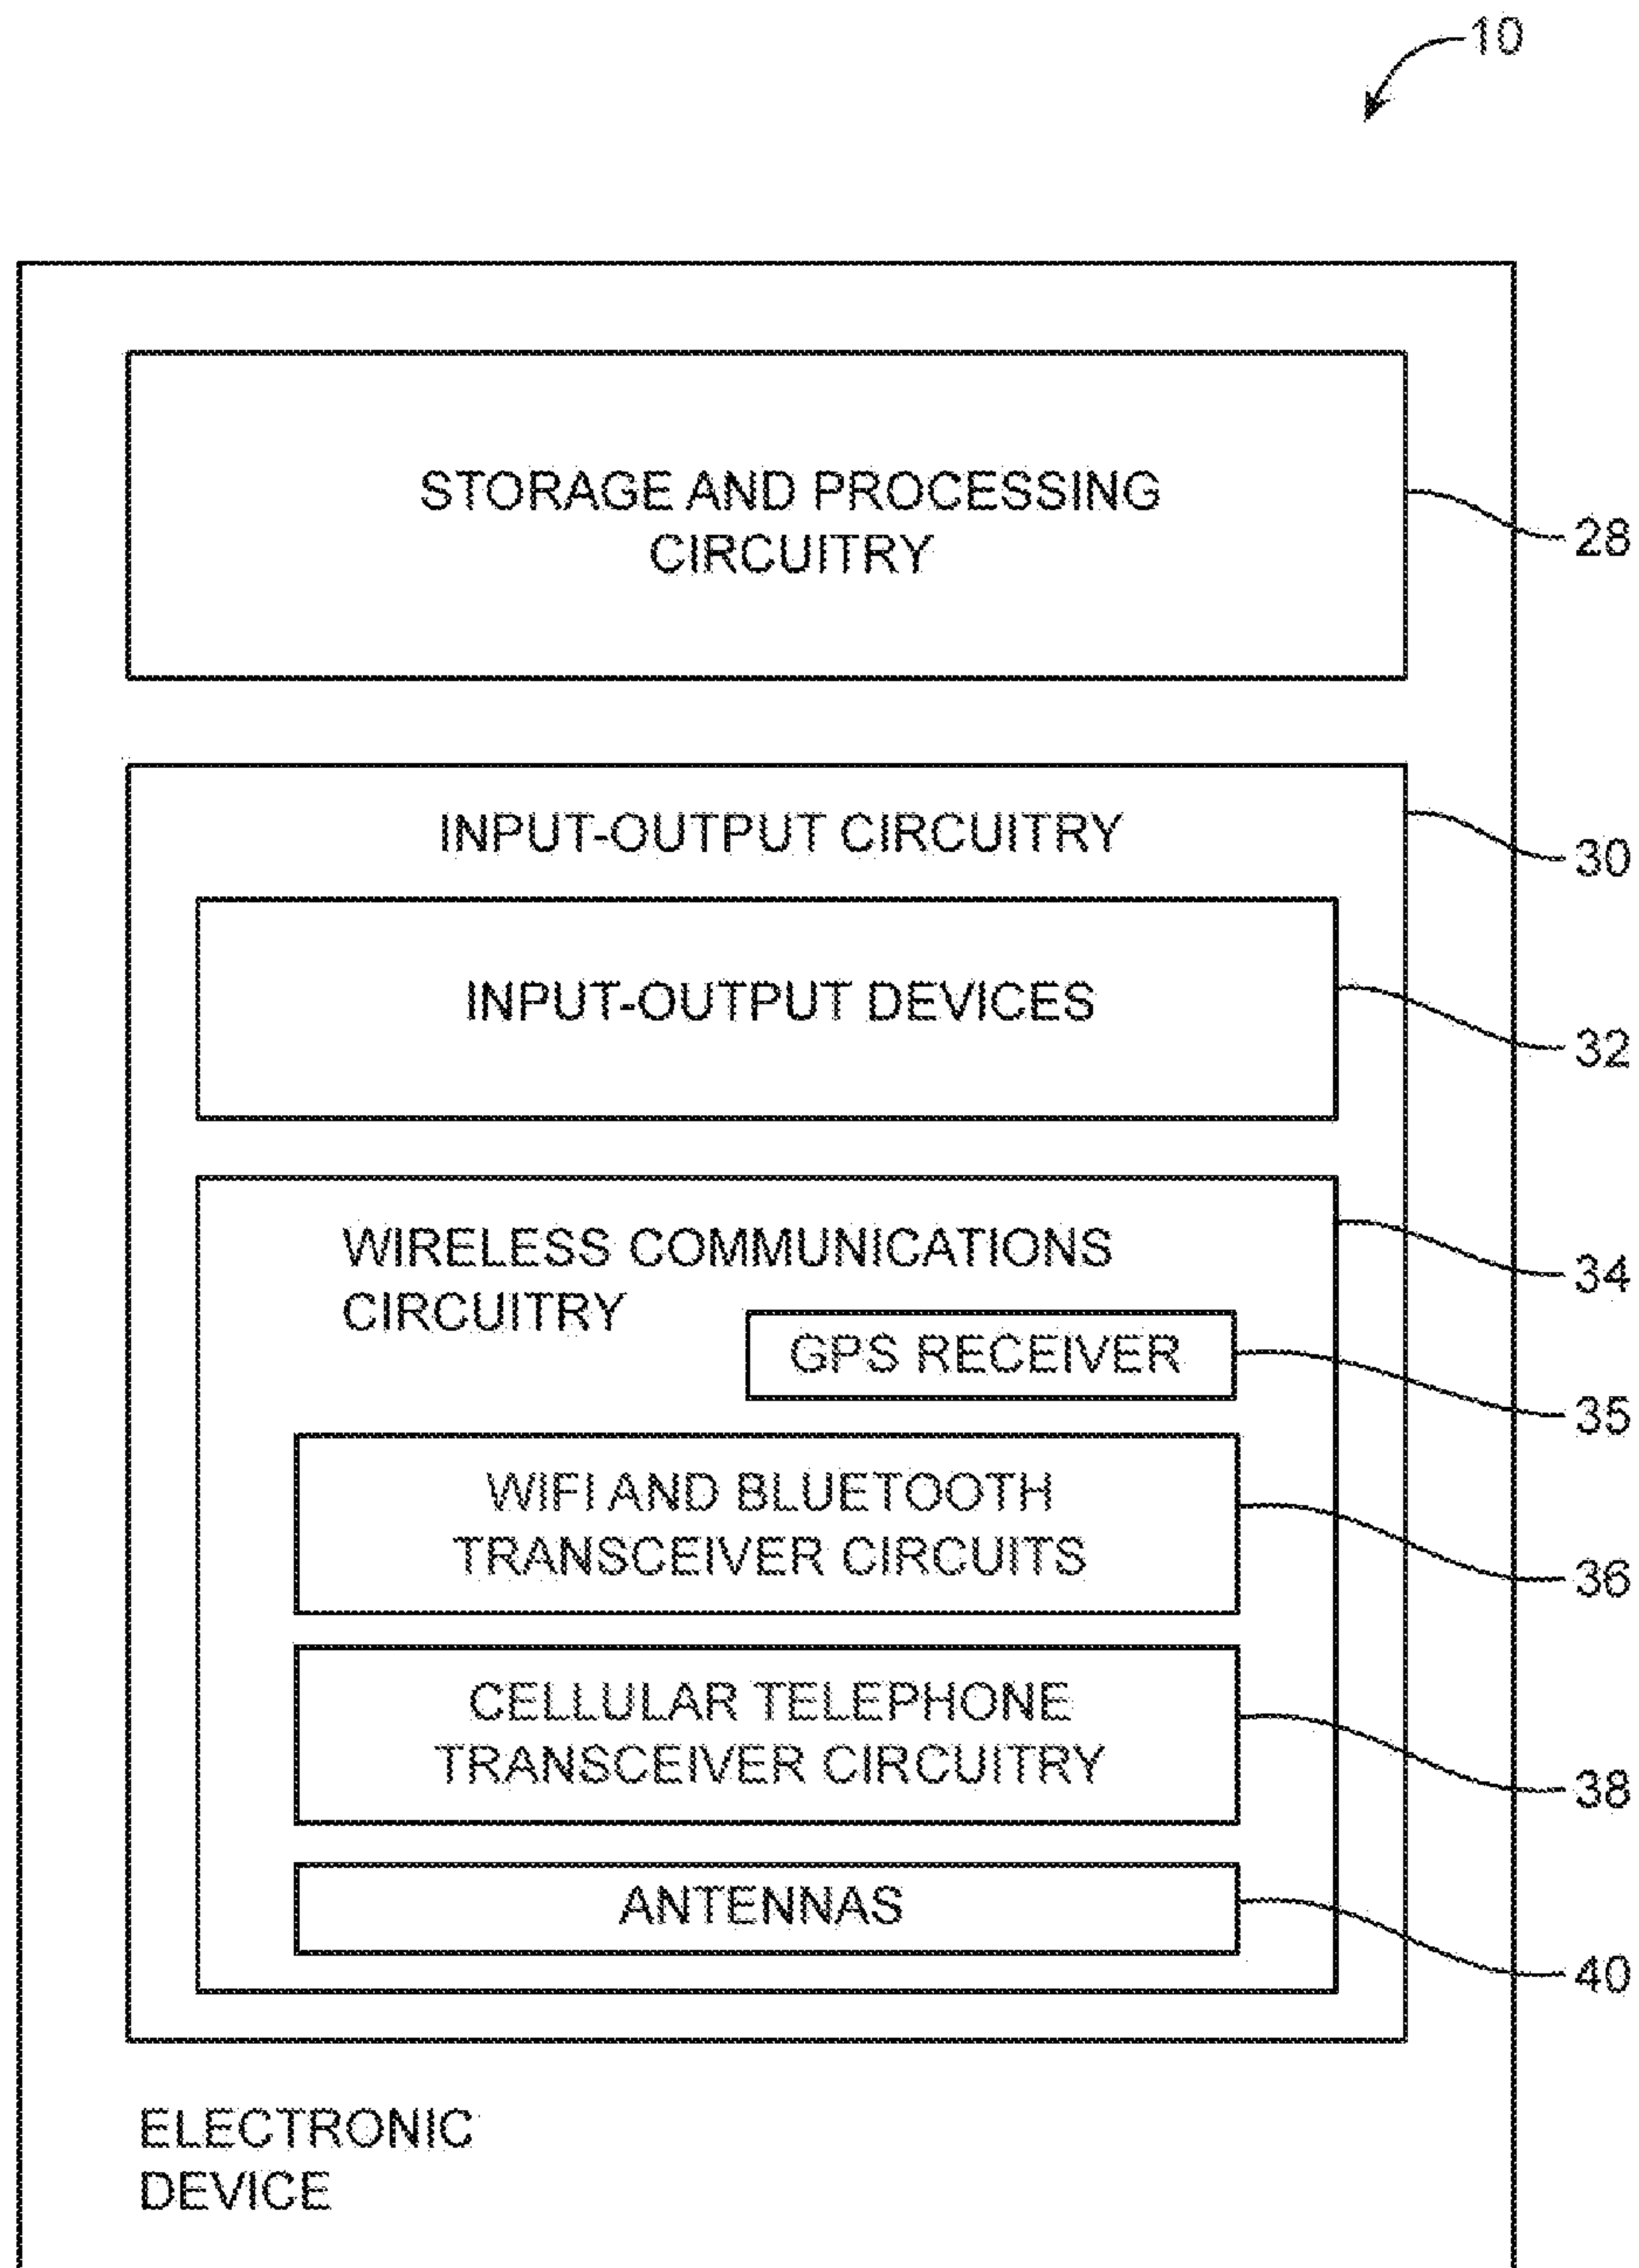 10
STORAGE AND PROCESSING
CIRCUITRY
28
INPUT-OUTPUT CIRCUITRY
30
INPUT-OUTPUT DEVICES
32
WIRELESS COMMUNICATIONS
CIRCUITRY
34
GPS RECEIVER
35
WIFI AND BLUETOOTH
TRANSCEIVER CIRCUITS
36
CELLULAR TELEPHONE
TRANSCEIVER CIRCUITRY
38
ANTENNAS
40
ELECTRONIC
DEVICE